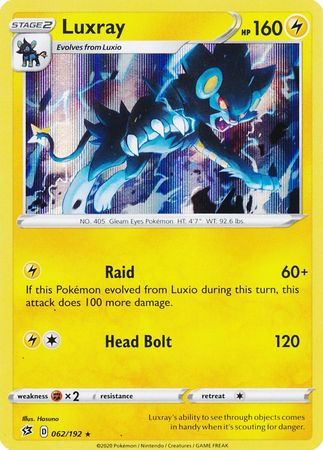 STAGE 2
Luxray
HP 160
Evolves from Luxio
NO. 405 Gleam Eyes Pokémon HT: 4'7" WT: 92.6 lbs.
Raid 60+
If this Pokémon evolved from Luxio during this turn, this
attack does 100 more damage.
Head Bolt 120
weakness ×2 resistance retreat
Illus. Hasuno
D 062/192 ★
Luxray's ability to see through objects comes
in handy when it's scouting for danger.
©2020 Pokémon / Nintendo / Creatures / GAME FREAK